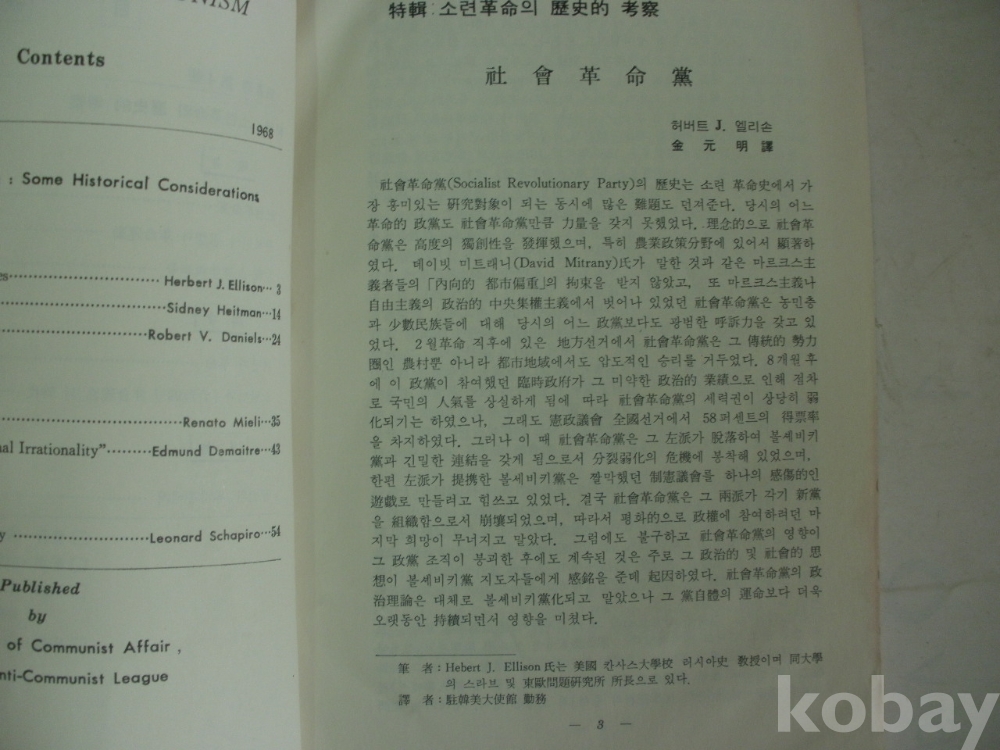 NISM
Contents
1968
: Some Historical Considerations
es Herbert J. Ellison 3
Sidney Heitman 14
Robert V. Daniels 24
Renato Mieli 35
nal Irrationality" Edmund Demaitre 43
y Leonard Schapiro 54
Published
by
of Communist Affair ,
nti-Communist League
特輯 : 소련革命의 歷史的 考察
社會革命黨
허버트 J. 엘리손
金元明 譯
社會革命黨(Socialist Revolutionary Party)의 歷史는 소련 革命史에서 가
장 흥미있는 硏究對象이 되는 동시에 많은 難題도 던져준다. 당시의 어느
革命的 政黨도 社會革命黨만큼 力量을 갖지 못했었다. 理念的으로 社會革
命黨은 高度의 獨創性을 發揮했으며, 특히 農業政策分野에 있어서 顯著하
였다. 데이빗 미트래니(David Mitrany)氏가 말한 것과 같은 마르크스主
義者들의 「內向的 都市偏重」의 拘束을 받지 않았고, 또 마르크스主義나
自由主義의 政治的 中央集權主義에서 벗어나 있었던 社會革命黨은 농민층
과 少數民族들에 대해 당시의 어느 政黨보다도 광범한 呼訴力을 갖고 있
었다. 2월革命 직후에 있은 地方선거에서 社會革命黨은 그 傳統的 勢力
圈인 農村뿐 아니라 都市地域에서도 압도적인 승리를 거두었다. 8개월 후
에 이 政黨이 참여했던 臨時政府가 그 미약한 政治的 業績으로 인해 점차
로 국민의 人氣를 상실하게 됨에 따라 社會革命黨의 세력권이 상당히 弱
化되기는 하였으나, 그래도 憲政議會 全國선거에서 58퍼센트의 得票率
을 차지하였다. 그러나 이 때 社會革命黨은 그 左派가 脫落하여 볼세비키
黨과 긴밀한 連結을 갖게 됨으로서 分裂弱化의 危機에 봉착해 있었으며,
한편 左派가 提携한 볼세비키黨은 짤막했던 制憲議會를 하나의 感傷的인
遊戱로 만들려고 힘쓰고 있었다. 결국 社會革命黨은 그 兩派가 각기 新黨
을 組織함으로서 崩壞되었으며, 따라서 평화的으로 政權에 참여하려던 마
지막 희망이 무너지고 말았다. 그럼에도 불구하고 社會革命黨의 영향이
그 政黨 조직이 붕괴한 후에도 계속된 것은 주로 그 政治的 및 社會的 思
想이 볼세비키黨 지도자들에게 感銘을 준데 起因하였다. 社會革命黨의 政
治理論은 대체로 볼세비키黨化되고 말았으나 그 黨自體의 運命보다 더욱
오랫동안 持續되면서 영향을 미쳤다.
筆 者 : Hebert J. Ellison 氏는 美國 칸사스大學校 러시아史 敎授이며 同大學
의 스라브 및 東歐問題硏究所 所長으로 있다.
譯 者 : 駐韓美大使館 勤務
— 3 —
kobay